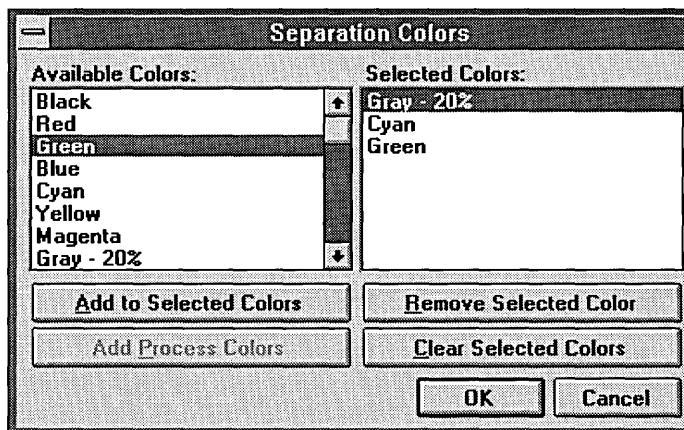 Separation Colors
Available Colors:
Black
Red
Green
Blue
Cyan
Yellow
Magenta
Gray - 20%
Selected Colors:
Gray - 20%
Cyan
Green
Add to Selected Colors
Remove Selected Color
Add Process Colors
Clear Selected Colors
OK
Cancel